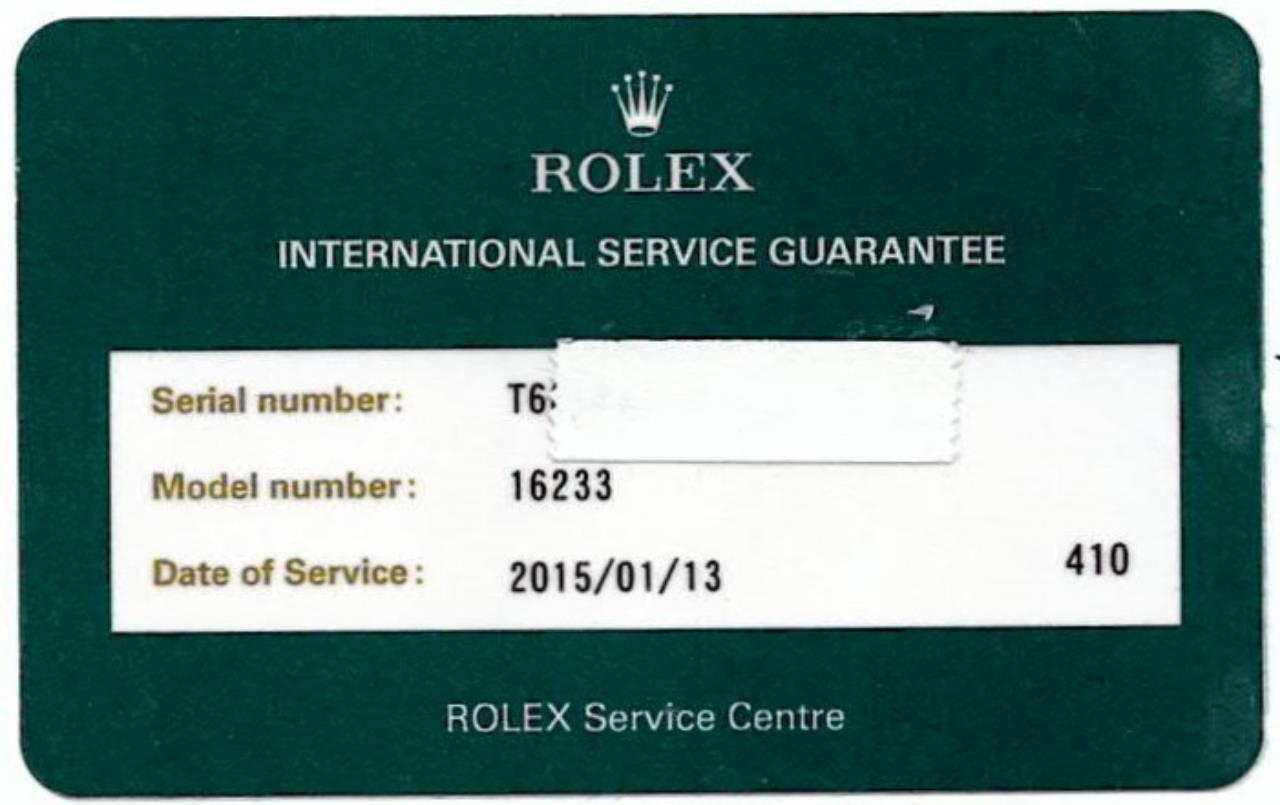 ROLEX
INTERNATIONAL SERVICE GUARANTEE
Serial number: T6
Model number: 16233
Date of Service: 2015/01/13 410
ROLEX Service Centre